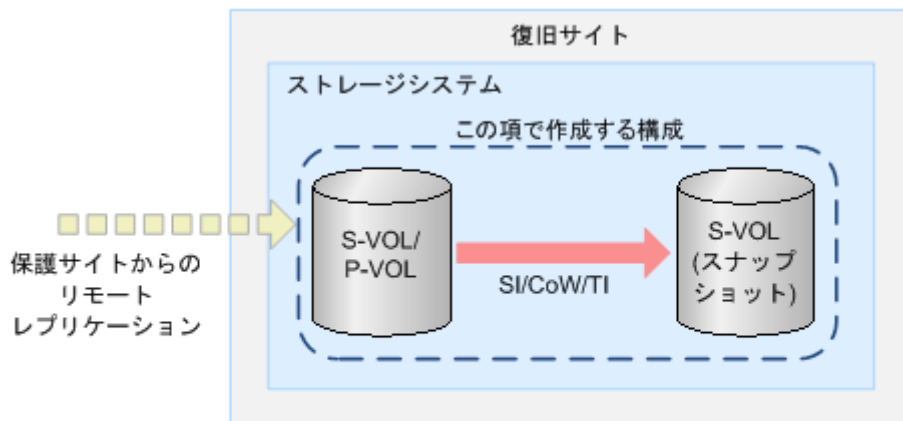 復旧サイト
ストレージシステム
この項で作成する構成
保護サイトからの
リモート
レプリケーション
S-VOL/
P-VOL
SI/CoW/TI
S-VOL
(スナップ
ショット)